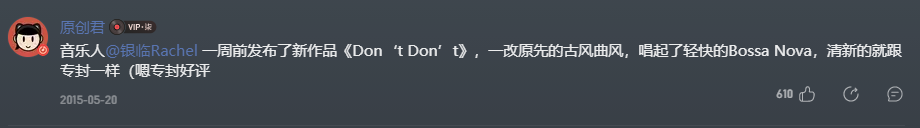 原创君 VIP·柒
音乐人@银临Rachel 一周前发布了新作品《Don‘t Don’t》，一改原先的古风曲风，唱起了轻快的Bossa Nova，清新的就跟
专封一样（嗯专封好评
2015-05-20
610